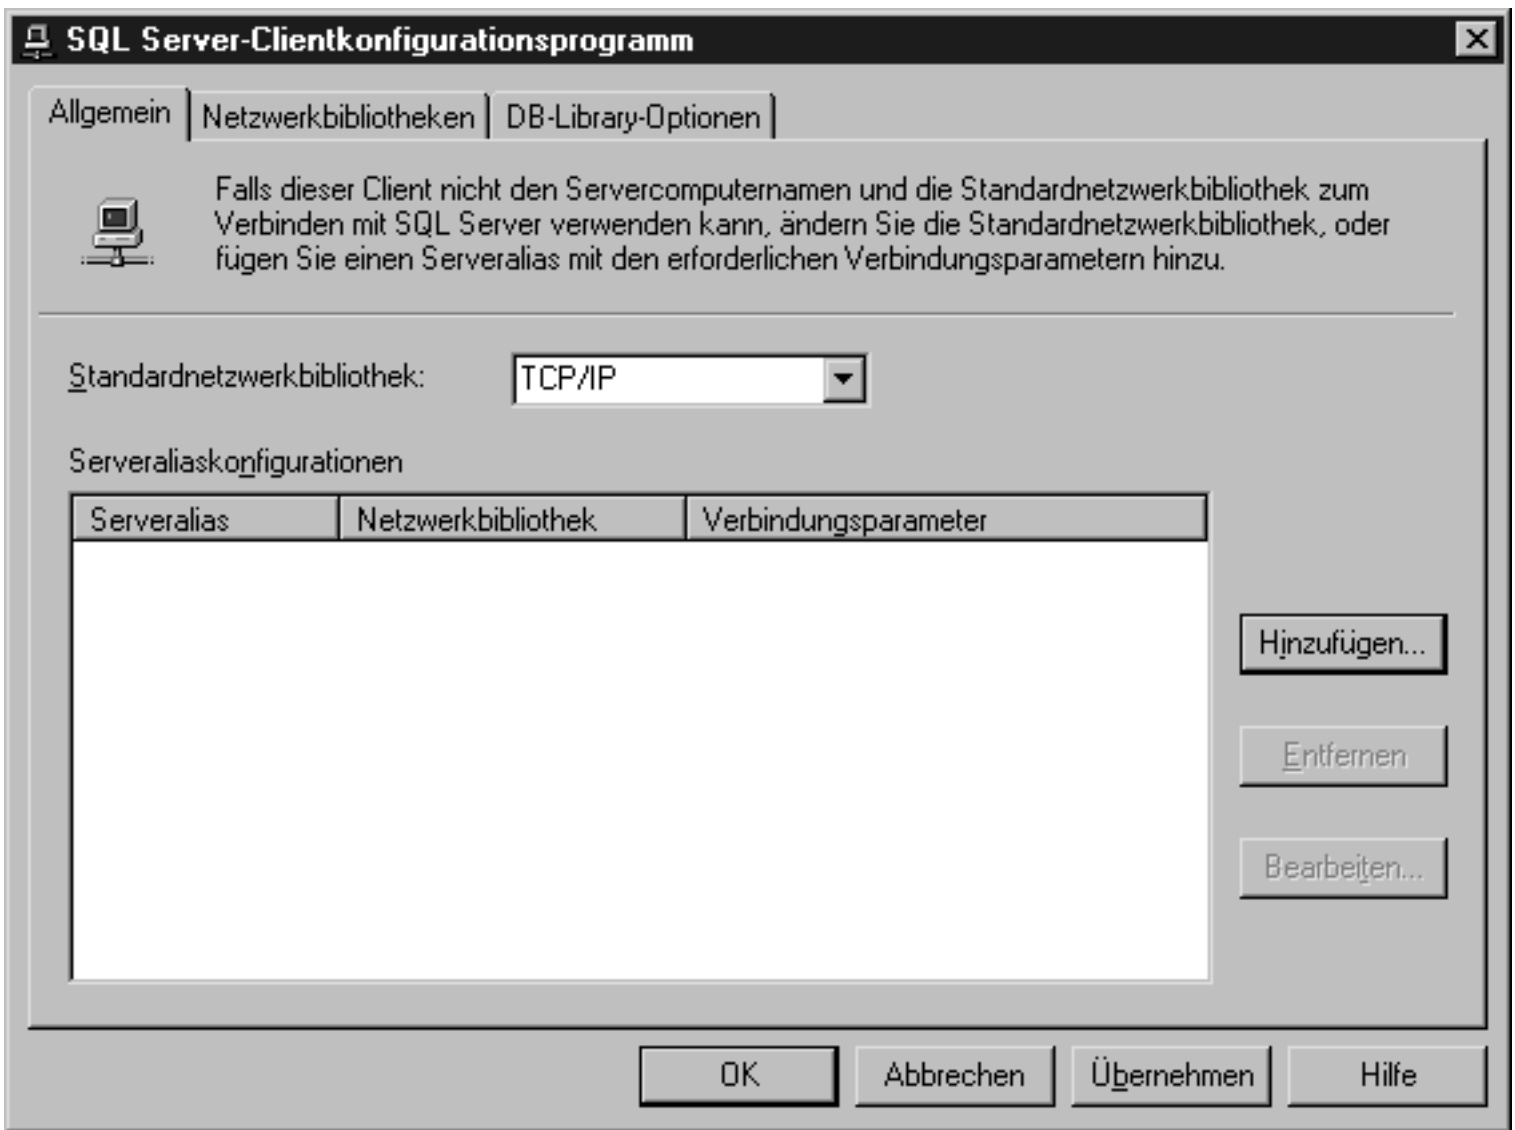 SQL Server-Clientkonfigurationsprogramm
Allgemein Netzwerkbibliotheken DB-Library-Optionen
Falls dieser Client nicht den Servercomputernamen und die Standardnetzwerkbibliothek zum
Verbinden mit SQL Server verwenden kann, ändern Sie die Standardnetzwerkbibliothek, oder
fügen Sie einen Serveralias mit den erforderlichen Verbindungsparametern hinzu.
Standardnetzwerkbibliothek: TCP/IP
Serveraliaskonfigurationen
Serveralias Netzwerkbibliothek Verbindungsparameter
Hinzufügen...
Entfernen
Bearbeiten...
OK Abbrechen Übernehmen Hilfe